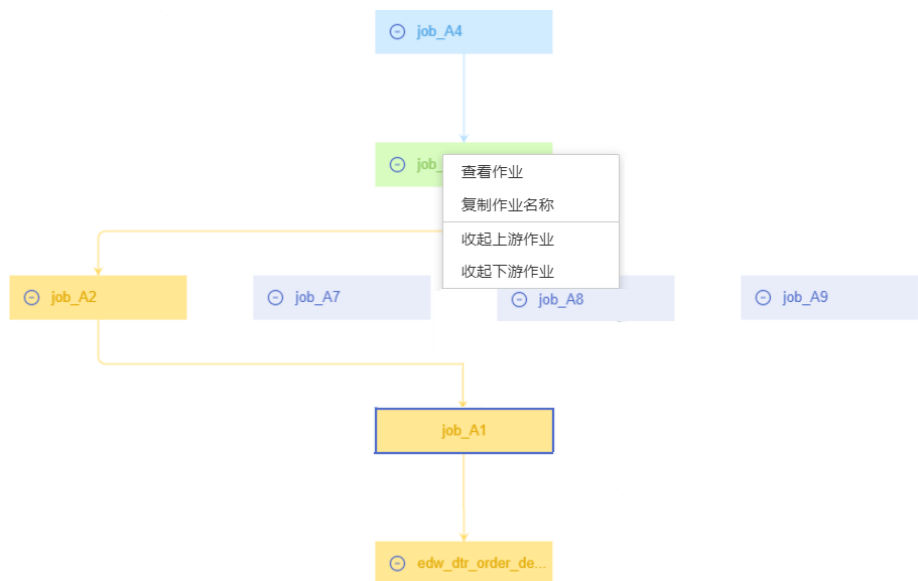 job_A4
job_
查看作业
复制作业名称
收起上游作业
收起下游作业
job_A2
job_A7
job_A8
job_A9
job_A1
edw_dtr_order_de...